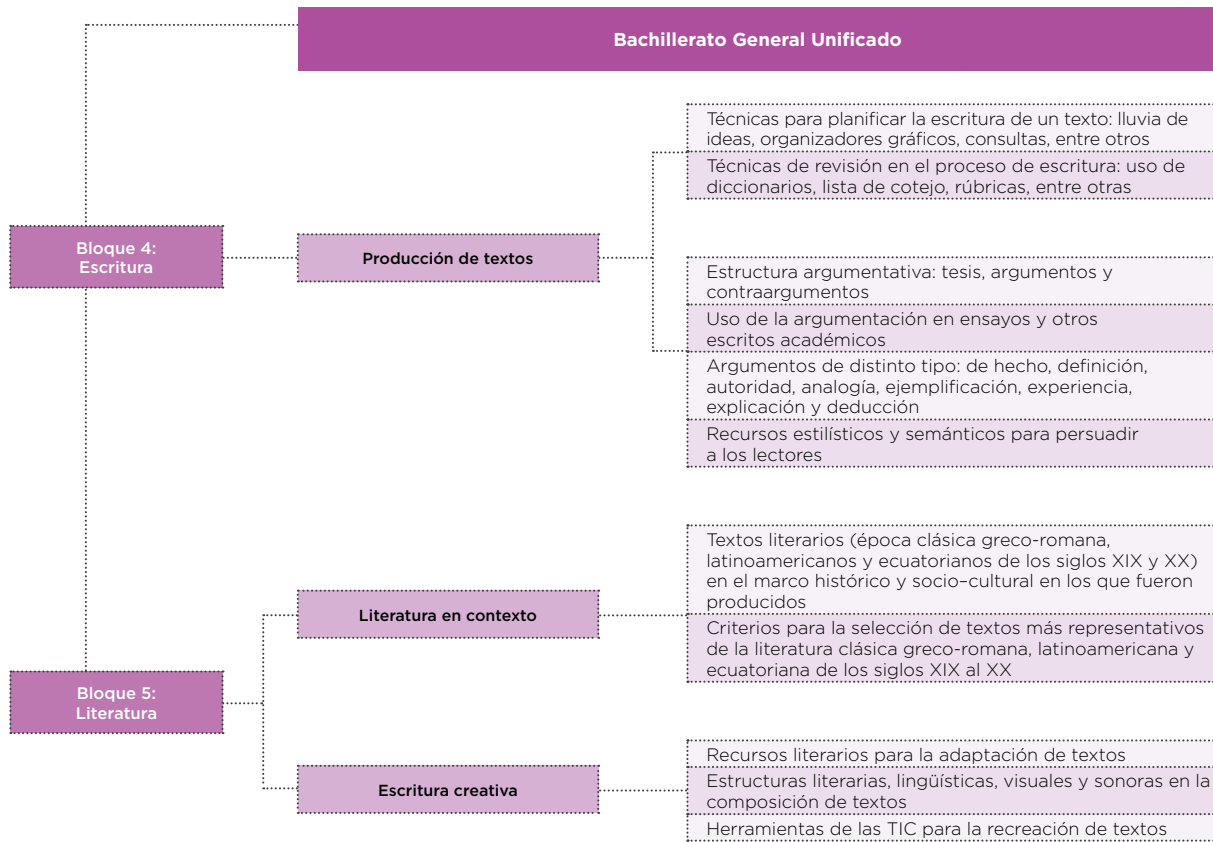 Bachillerato General Unificado
Técnicas para planificar la escritura de un texto: lluvia de
ideas, organizadores gráficos, consultas, entre otros
Técnicas de revisión en el proceso de escritura: uso de
diccionarios, lista de cotejo, rúbricas, entre otras
Bloque 4:
Escritura
Producción de textos
Estructura argumentativa: tesis, argumentos y
contraargumentos
Uso de la argumentación en ensayos y otros
escritos académicos
Argumentos de distinto tipo: de hecho, definición,
autoridad, analogía, ejemplificación, experiencia,
explicación y deducción
Recursos estilísticos y semánticos para persuadir
a los lectores
Textos literarios (época clásica greco-romana,
latinoamericanos y ecuatorianos de los siglos XIX y XX)
en el marco histórico y socio–cultural en los que fueron
producidos
Literatura en contexto
Criterios para la selección de textos más representativos
de la literatura clásica greco-romana, latinoamericana y
ecuatoriana de los siglos XIX al XX
Bloque 5:
Literatura
Recursos literarios para la adaptación de textos
Escritura creativa
Estructuras literarias, lingüísticas, visuales y sonoras en la
composición de textos
Herramientas de las TIC para la recreación de textos